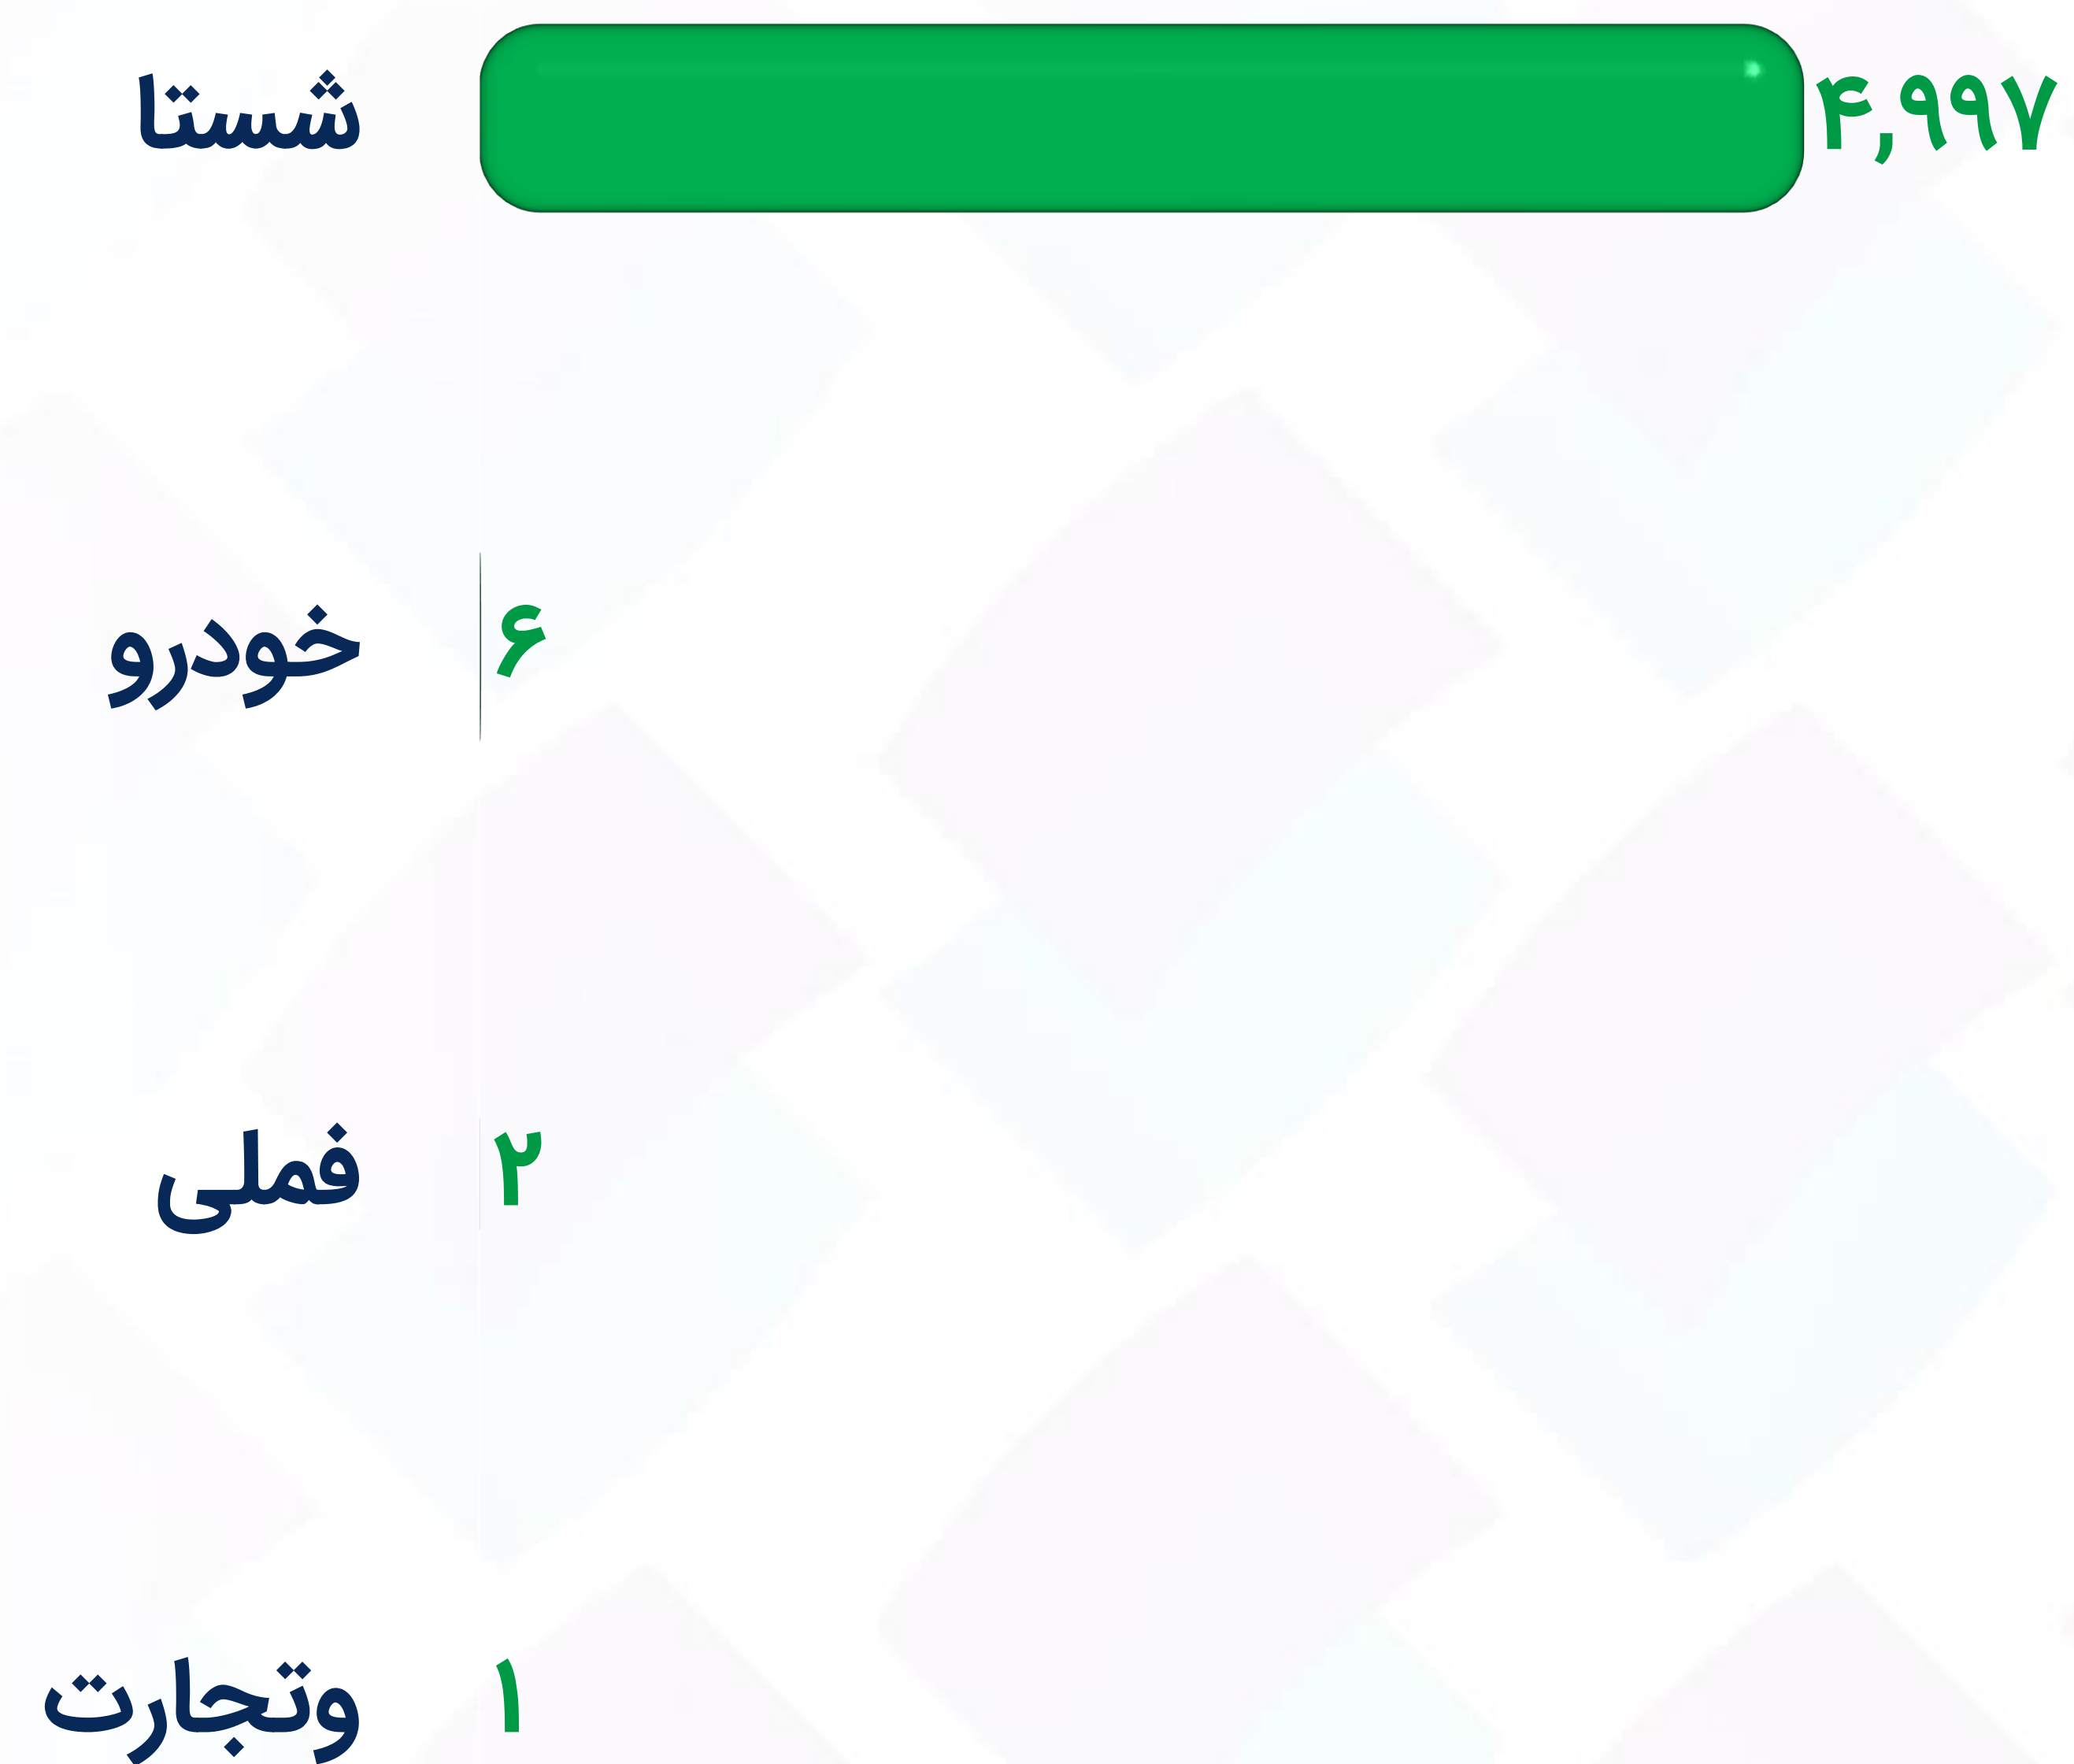 شستا ۴,۹۹۷
خودرو ۶
فملی ۲
وتجارت ۱